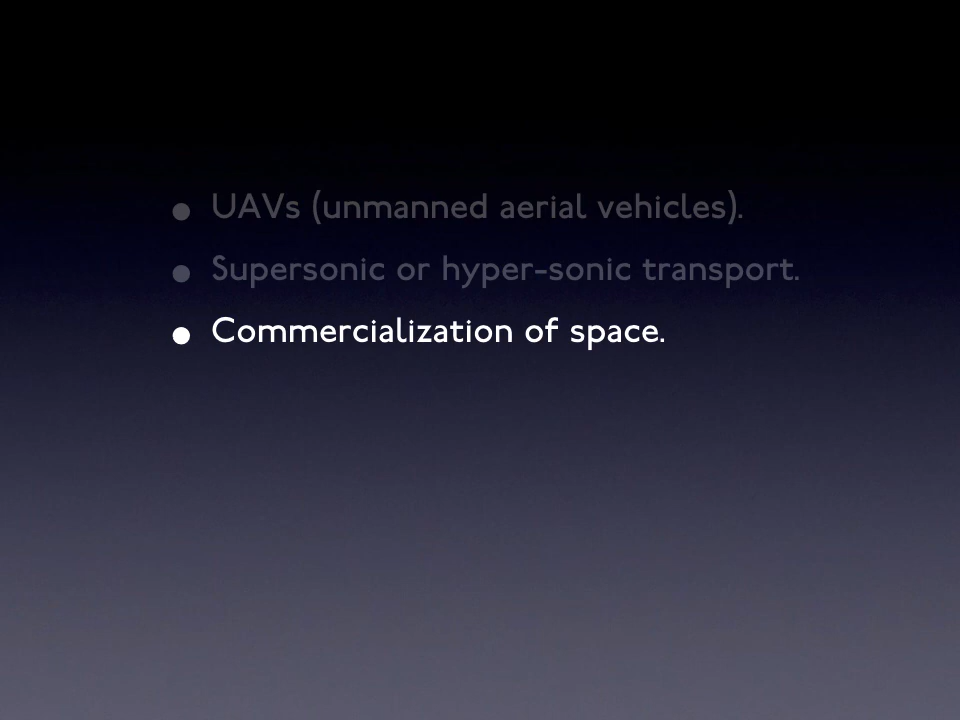 • UAVs (unmanned aerial vehicles).
• Supersonic or hyper-sonic transport.
• Commercialization of space.